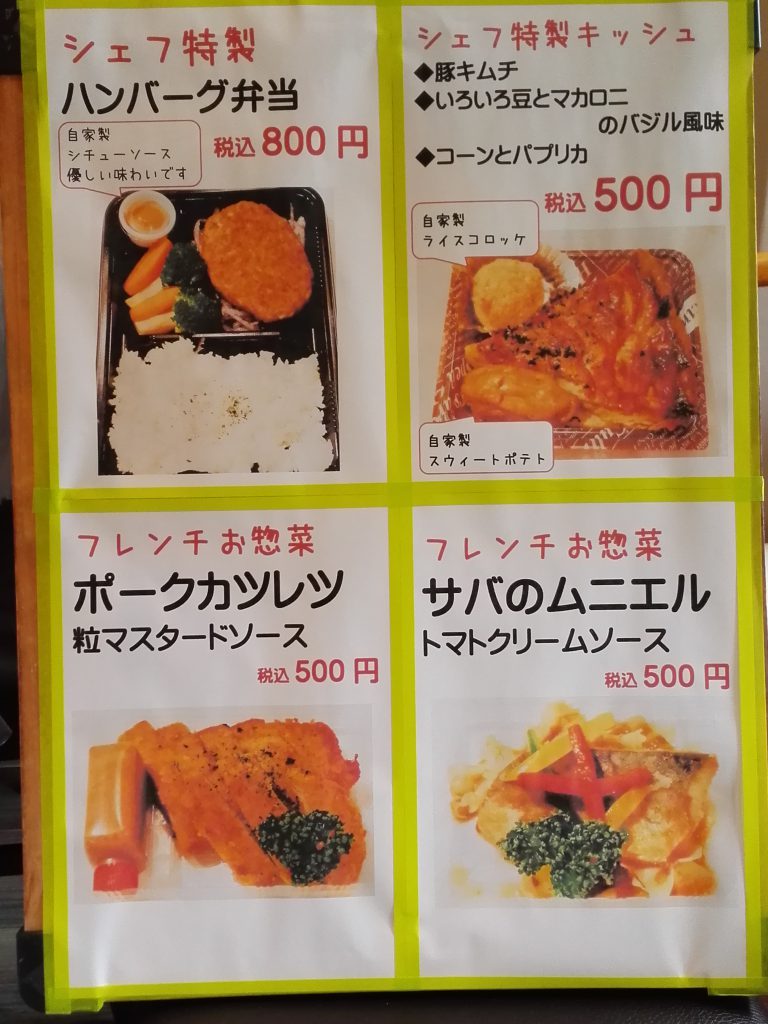 シェフ特製
ハンバーグ弁当
自家製
シチューソース
優しい味わいです
税込 800 円
シェフ特製キッシュ
◆豚キムチ
◆いろいろ豆とマカロニ
のバジル風味
◆コーンとパプリカ
税込 500 円
自家製
ライスコロッケ
自家製
スウィートポテト
フレンチお惣菜
ポークカツレツ
粒マスタードソース
税込 500 円
フレンチお惣菜
サバのムニエル
トマトクリームソース
税込 500 円